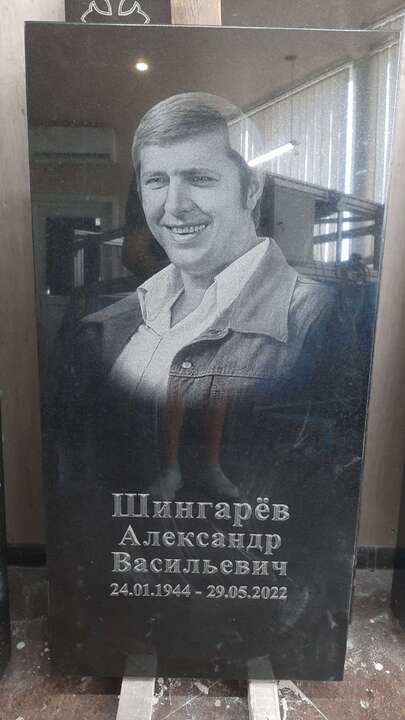 Шингарёв
Александр
Васильевич
24.01.1944 - 29.05.2022